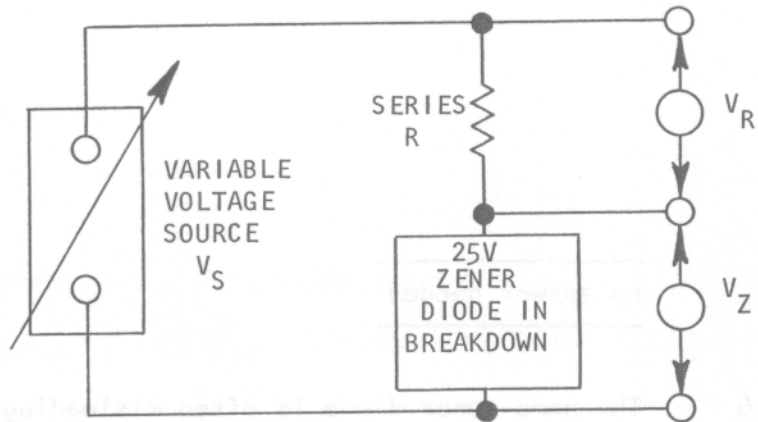 SERIES
R
V_R
VARIABLE
VOLTAGE
SOURCE
V_S
25V
ZENER
DIODE IN
BREAKDOWN
V_Z